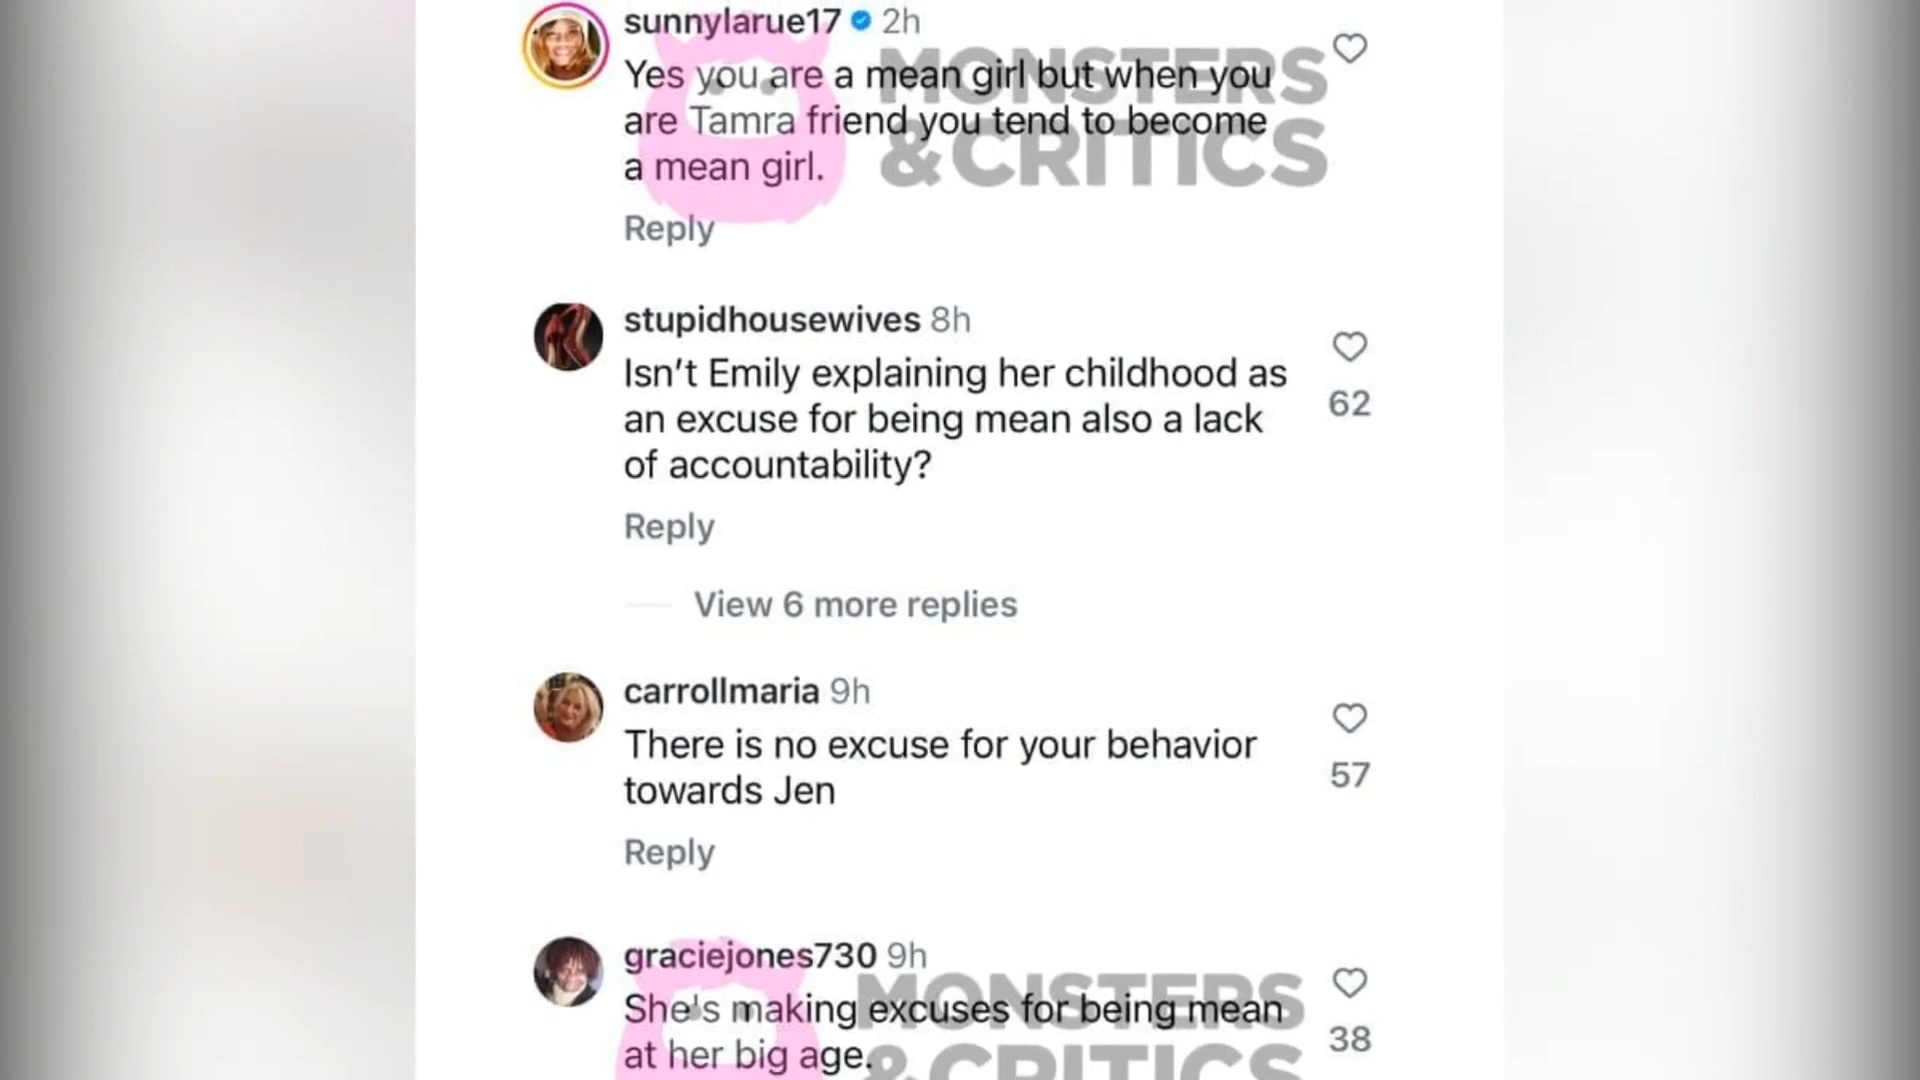 sunnylarue17 2h
MONSTERS
& CRITICS
Yes you are a mean girl but when you
are Tamra friend you tend to become
a mean girl.
Reply
stupidhousewives 8h
Isn't Emily explaining her childhood as
an excuse for being mean also a lack
of accountability?
62
Reply
View 6 more replies
carrollmaria 9h
There is no excuse for your behavior
towards Jen
57
Reply
graciejones730 9h
MONSTERS
& CRITICS
She's making excuses for being mean
at her big age.
38